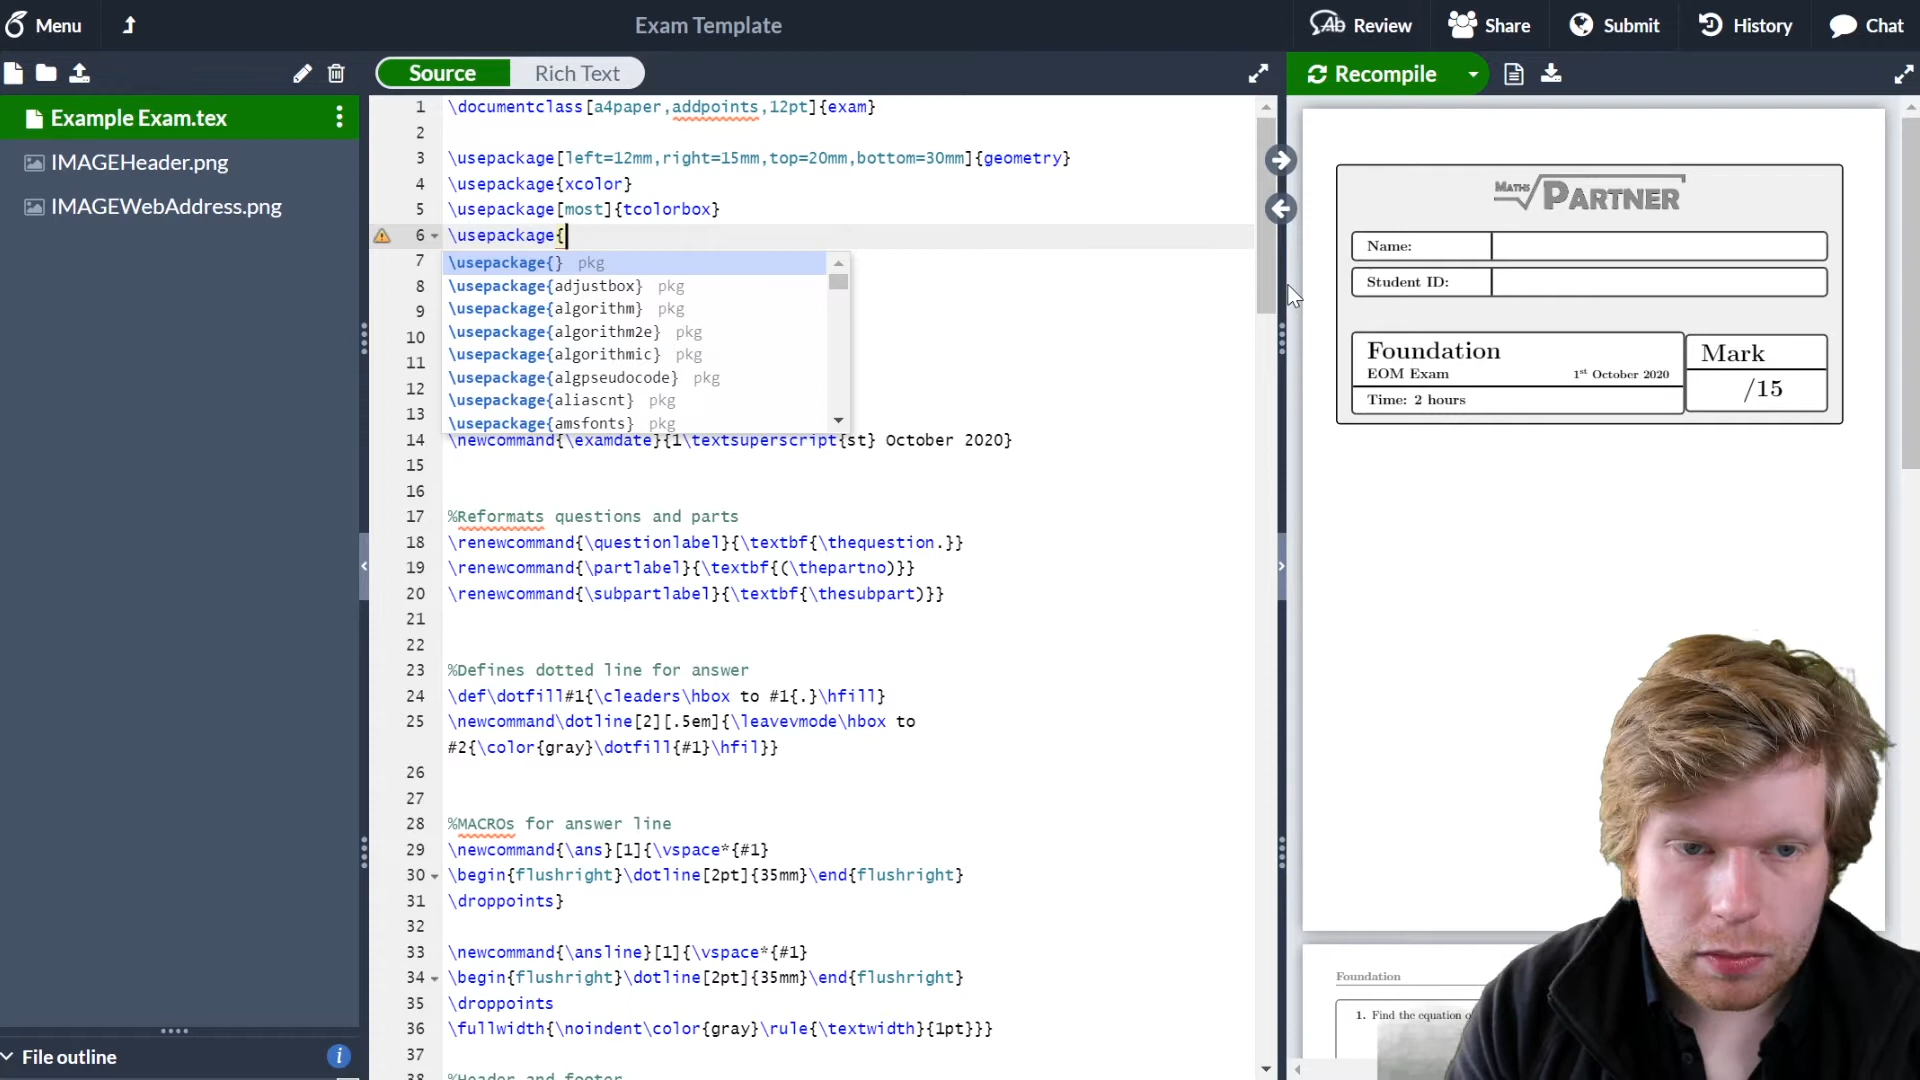 Menu
Exam Template
Review
Share
Submit
History
Chat
Source
Rich Text
Recompile
Example Exam.tex
IMAGEHeader.png
IMAGEWebAddress.png
File outline
1 \documentclass[a4paper,addpoints,12pt]{exam}
2
3 \usepackage[left=12mm,right=15mm,top=20mm,bottom=30mm]{geometry}
4 \usepackage{xcolor}
5 \usepackage[most]{tcolorbox}
6 \usepackage{
7 \usepackage{} pkg
8 \usepackage{adjustbox} pkg
9 \usepackage{algorithm} pkg
\usepackage{algorithm2e} pkg
10
11 \usepackage{algorithmic} pkg
\usepackage{algpseudocode} pkg
12
\usepackage{aliascnt} pkg
13 \usepackage{amsfonts} pkg
14 \newcommand{\examdate}{1\textsuperscript{st} October 2020}
15
16
17 %Reformats questions and parts
18 \renewcommand{\questionlabel}{\textbf{\thequestion.}}
19 \renewcommand{\partlabel}{\textbf{(\thepartno)}}
20 \renewcommand{\subpartlabel}{\textbf{\thesubpart)}}
21
22
23 %Defines dotted line for answer
24 \def\dotfill#1{\cleaders\hbox to #1{.}\hfill}
25 \newcommand\dotline[2][.5em]{\leavevmode\hbox to
#2{\color{gray}\dotfill{#1}\hfil}}
26
27
28 %MACROs for answer line
29 \newcommand{\ans}[1]{\vspace*{#1}
30 \begin{flushright}\dotline[2pt]{35mm}\end{flushright}
31 \droppoints}
32
33 \newcommand{\ansline}[1]{\vspace*{#1}
34 \begin{flushright}\dotline[2pt]{35mm}\end{flushright}
35 \droppoints
36 \fullwidth{\noindent\color{gray}\rule{\textwidth}{1pt}}}
37
38 %Header and footer
MATHS PARTNER
Name:
Student ID:
Foundation
EOM Exam 1st October 2020
Time: 2 hours
Mark
/15
Foundation
1. Find the equation o